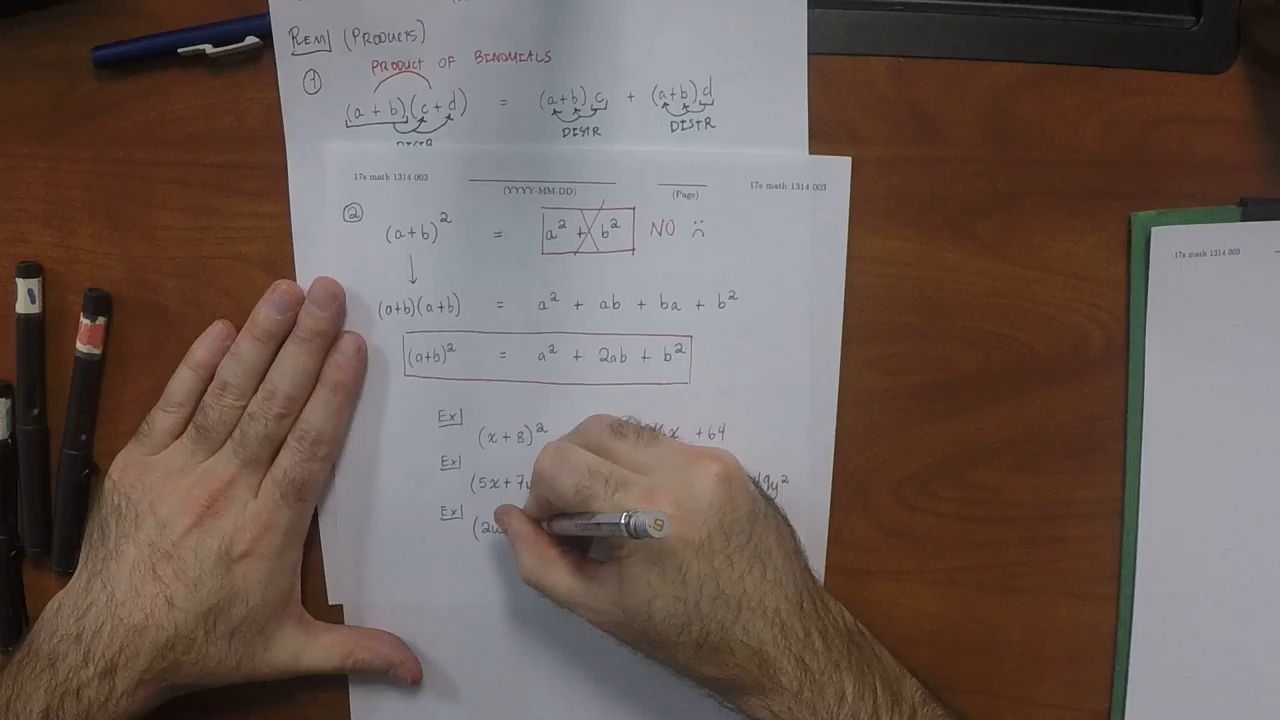 REM (PRODUCTS)
PRODUCT OF BINOMIALS
① (a + b)(c + d) = (a+b) c + (a+b) d
DISTR DISTR
17s math 1314 003 (YYYY-MM-DD) (Page) 17s math 1314 003
② (a+b)² = a² + b² NO ☹
↓
(a+b)(a+b) = a² + ab + ba + b²
(a+b)² = a² + 2ab + b²
Ex (x + 8)² x + 64
Ex (5x + 7 49y²
Ex
17s math 1314 003